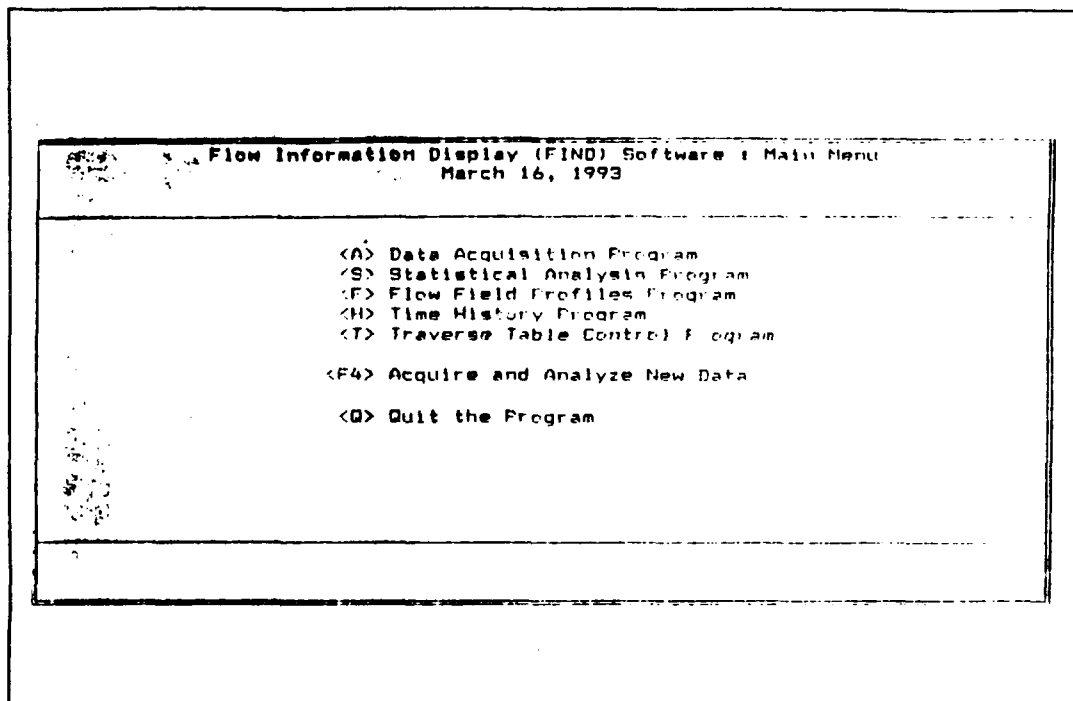 Flow Information Display (FIND) Software : Main Menu
March 16, 1993
<A> Data Acquisition Program
<S> Statistical Analysis Program
<F> Flow Field Profiles Program
<H> Time History Program
<T> Traverse Table Control Program
<F4> Acquire and Analyze New Data
<Q> Quit the Program